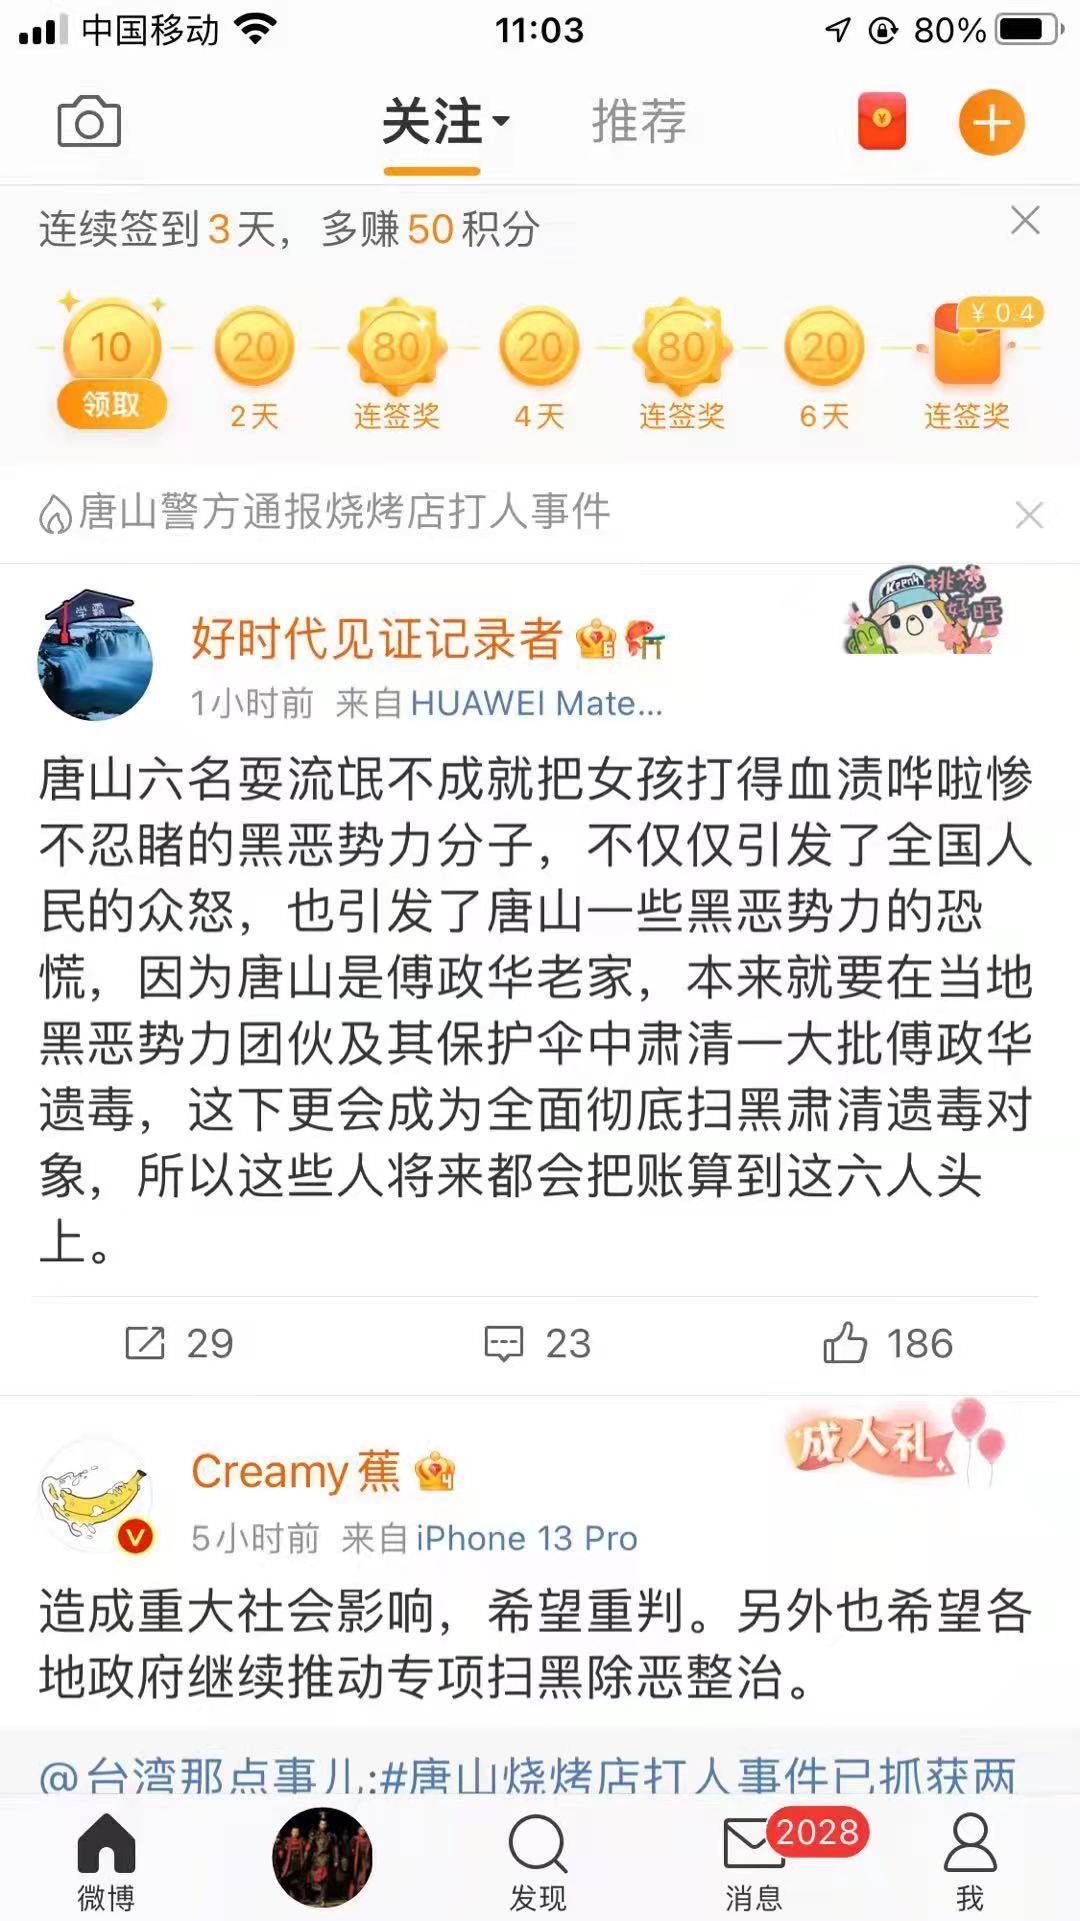 中国移动 11:03 80%
关注 推荐
连续签到3天，多赚50积分
¥ 0.4
10 20 80 20 80 20
领取 2天 连签奖 4天 连签奖 6天 连签奖
唐山警方通报烧烤店打人事件
学霸
Keeny 桃花
好旺
好时代见证记录者 6
1小时前 来自 HUAWEI Mate...
唐山六名耍流氓不成就把女孩打得血渍哗啦惨
不忍睹的黑恶势力分子，不仅仅引发了全国人
民的众怒，也引发了唐山一些黑恶势力的恐
慌，因为唐山是傅政华老家，本来就要在当地
黑恶势力团伙及其保护伞中肃清一大批傅政华
遗毒，这下更会成为全面彻底扫黑肃清遗毒对
象，所以这些人将来都会把账算到这六人头
上。
29 23 186
成人礼
Creamy蕉 4
V
5小时前 来自 iPhone 13 Pro
造成重大社会影响，希望重判。另外也希望各
地政府继续推动专项扫黑除恶整治。
@台湾那点事儿:#唐山烧烤店打人事件已抓获两
2028
微博 发现 消息 我